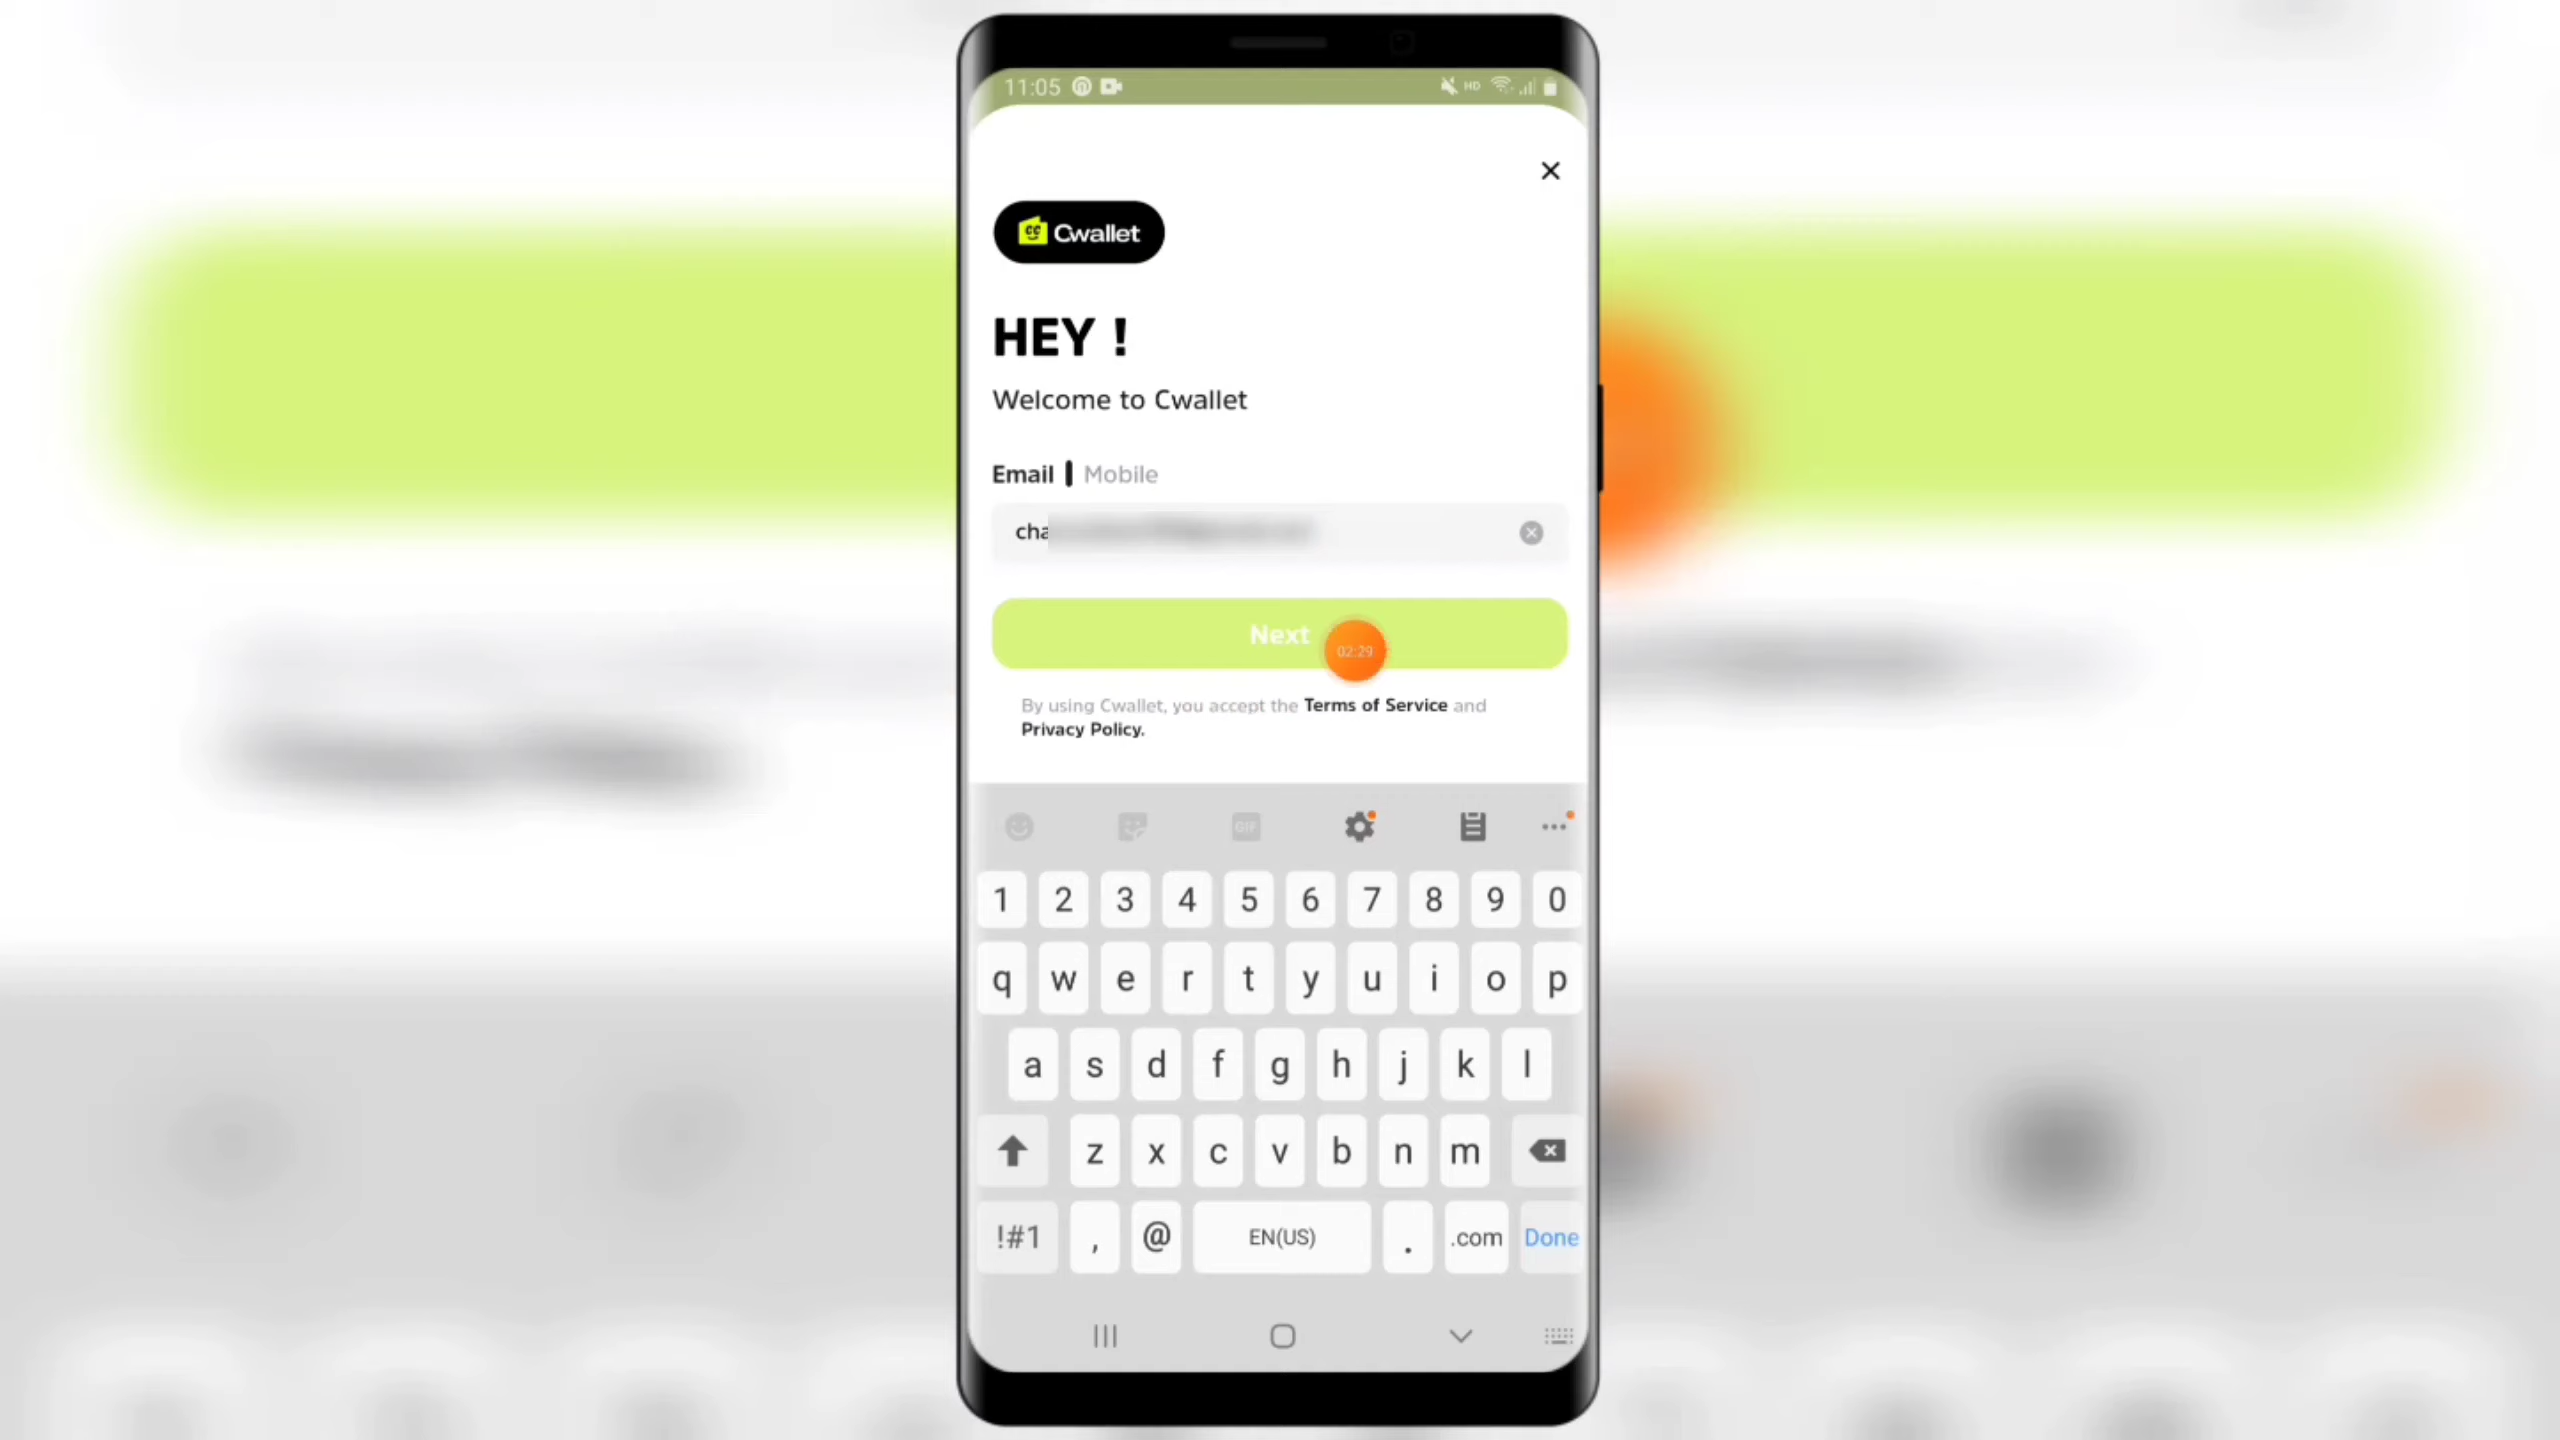 11:05
HD
Cwallet
HEY !
Welcome to Cwallet
Email Mobile
cha
Next
02:29
By using Cwallet, you accept the Terms of Service and
Privacy Policy.
GIF
1 2 3 4 5 6 7 8 9 0
q w e r t y u i o p
a s d f g h j k l
z x c v b n m
!#1 , @ EN(US) . .com Done